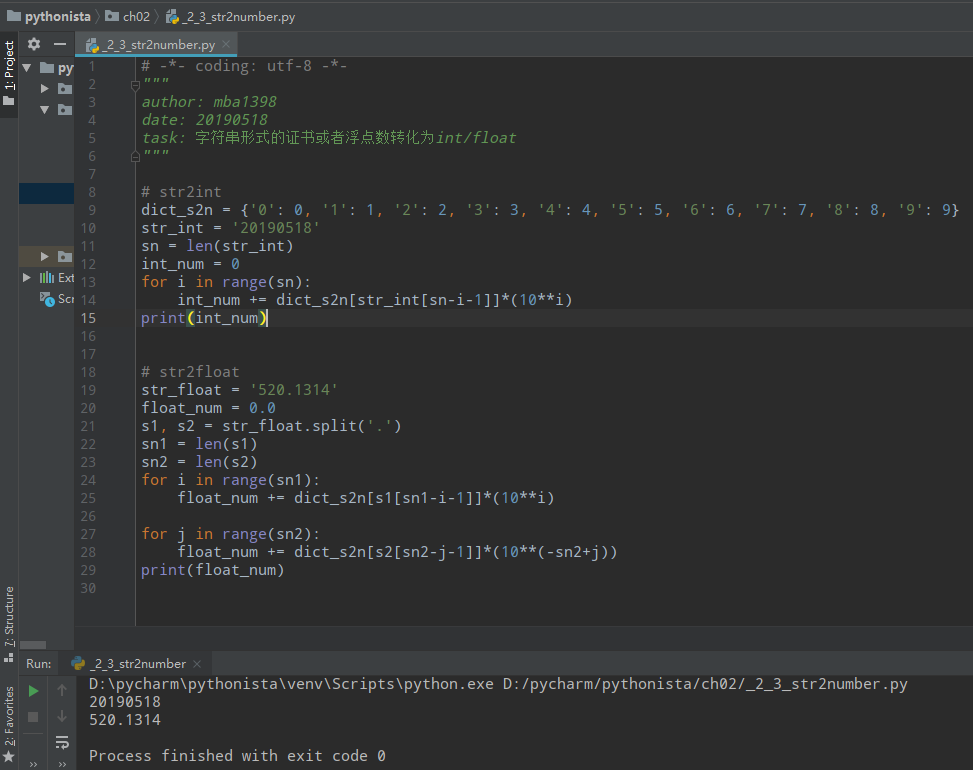 pythonista ch02 _2_3_str2number.py
1: Project
_2_3_str2number.py
py
Ext
Scr
1 # -*- coding: utf-8 -*-
2 """
3 author: mba1398
4 date: 20190518
5 task: 字符串形式的证书或者浮点数转化为int/float
6 """
7
8 # str2int
9 dict_s2n = {'0': 0, '1': 1, '2': 2, '3': 3, '4': 4, '5': 5, '6': 6, '7': 7, '8': 8, '9': 9}
10 str_int = '20190518'
11 sn = len(str_int)
12 int_num = 0
13 for i in range(sn):
14     int_num += dict_s2n[str_int[sn-i-1]]*(10**i)
15 print(int_num)
16
17
18 # str2float
19 str_float = '520.1314'
20 float_num = 0.0
21 s1, s2 = str_float.split('.')
22 sn1 = len(s1)
23 sn2 = len(s2)
24 for i in range(sn1):
25     float_num += dict_s2n[s1[sn1-i-1]]*(10**i)
26
27 for j in range(sn2):
28     float_num += dict_s2n[s2[sn2-j-1]]*(10**(-sn2+j))
29 print(float_num)
30
7: Structure
2: Favorites
Run: _2_3_str2number
D:\pycharm\pythonista\venv\Scripts\python.exe D:/pycharm/pythonista/ch02/_2_3_str2number.py
20190518
520.1314
Process finished with exit code 0